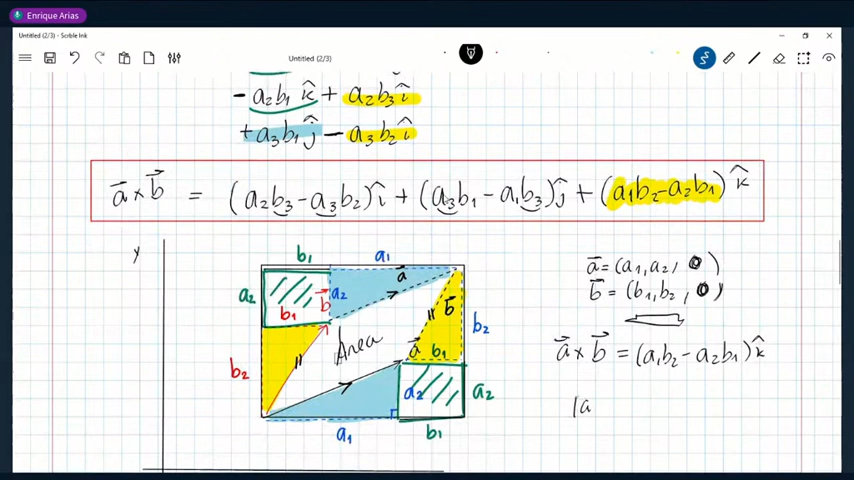 Enrique Arias
Untitled (2/3) - Scrble Ink
Untitled (2/3)
- a₂b₁ k̂ + a₂b₃ î
+ a₃b₁ ĵ - a₃b₂ î
a⃗ × b⃗ = (a₂b₃ - a₃b₂) î + (a₃b₁ - a₁b₃) ĵ + (a₁b₂ - a₂b₁) k̂
y
b₁ a₁
a⃗
a₂ b₁ b⃗ a₂
b⃗
b₂
Area
a⃗ b₁
b₂
a₂ a₂
a₁ b₁
a⃗ = (a₁, a₂, 0)
b⃗ = (b₁, b₂, 0)
a⃗ × b⃗ = (a₁b₂ - a₂b₁) k̂
|a